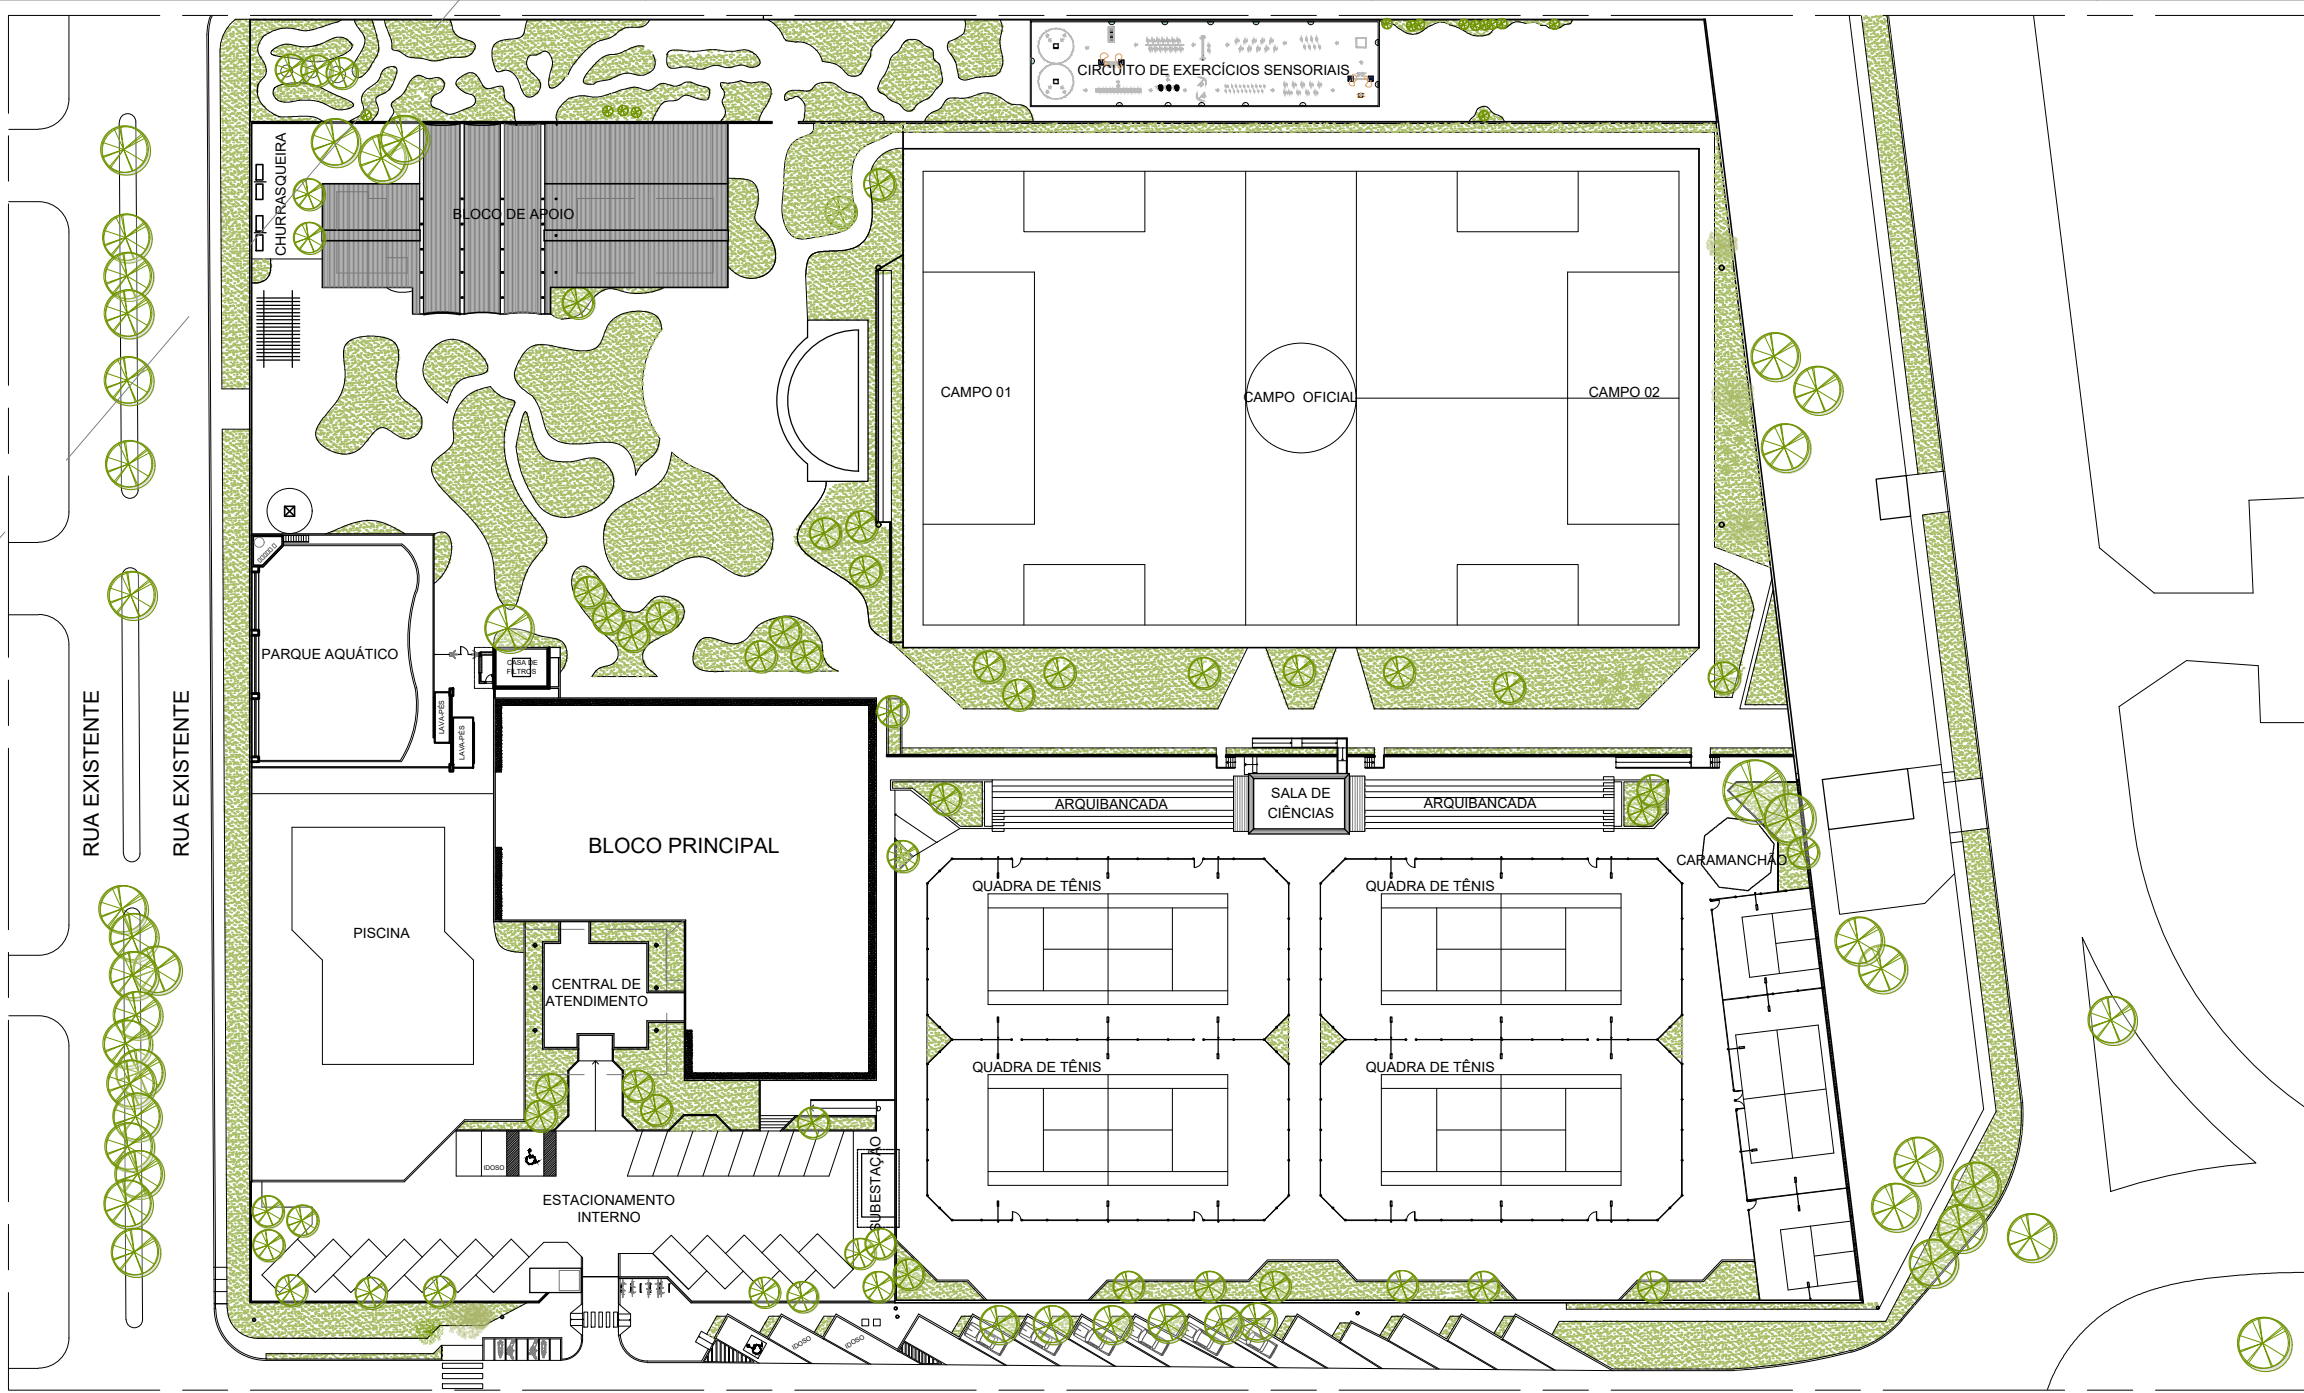 CIRCUITO DE EXERCÍCIOS SENSORIAIS
CHURRASQUEIRA
BLOCO DE APOIO
CAMPO 01
CAMPO OFICIAL
CAMPO 02
PARQUE AQUÁTICO
CASA DE
FILTROS
LAVA-PÉS
LAVA-PÉS
RUA EXISTENTE
RUA EXISTENTE
ARQUIBANCADA
SALA DE
CIÊNCIAS
ARQUIBANCADA
BLOCO PRINCIPAL
CARAMANCHÃO
QUADRA DE TÊNIS
QUADRA DE TÊNIS
PISCINA
CENTRAL DE
ATENDIMENTO
QUADRA DE TÊNIS
QUADRA DE TÊNIS
IDOSO
SUBESTAÇÃO
ESTACIONAMENTO
INTERNO
IDOSO
IDOSO